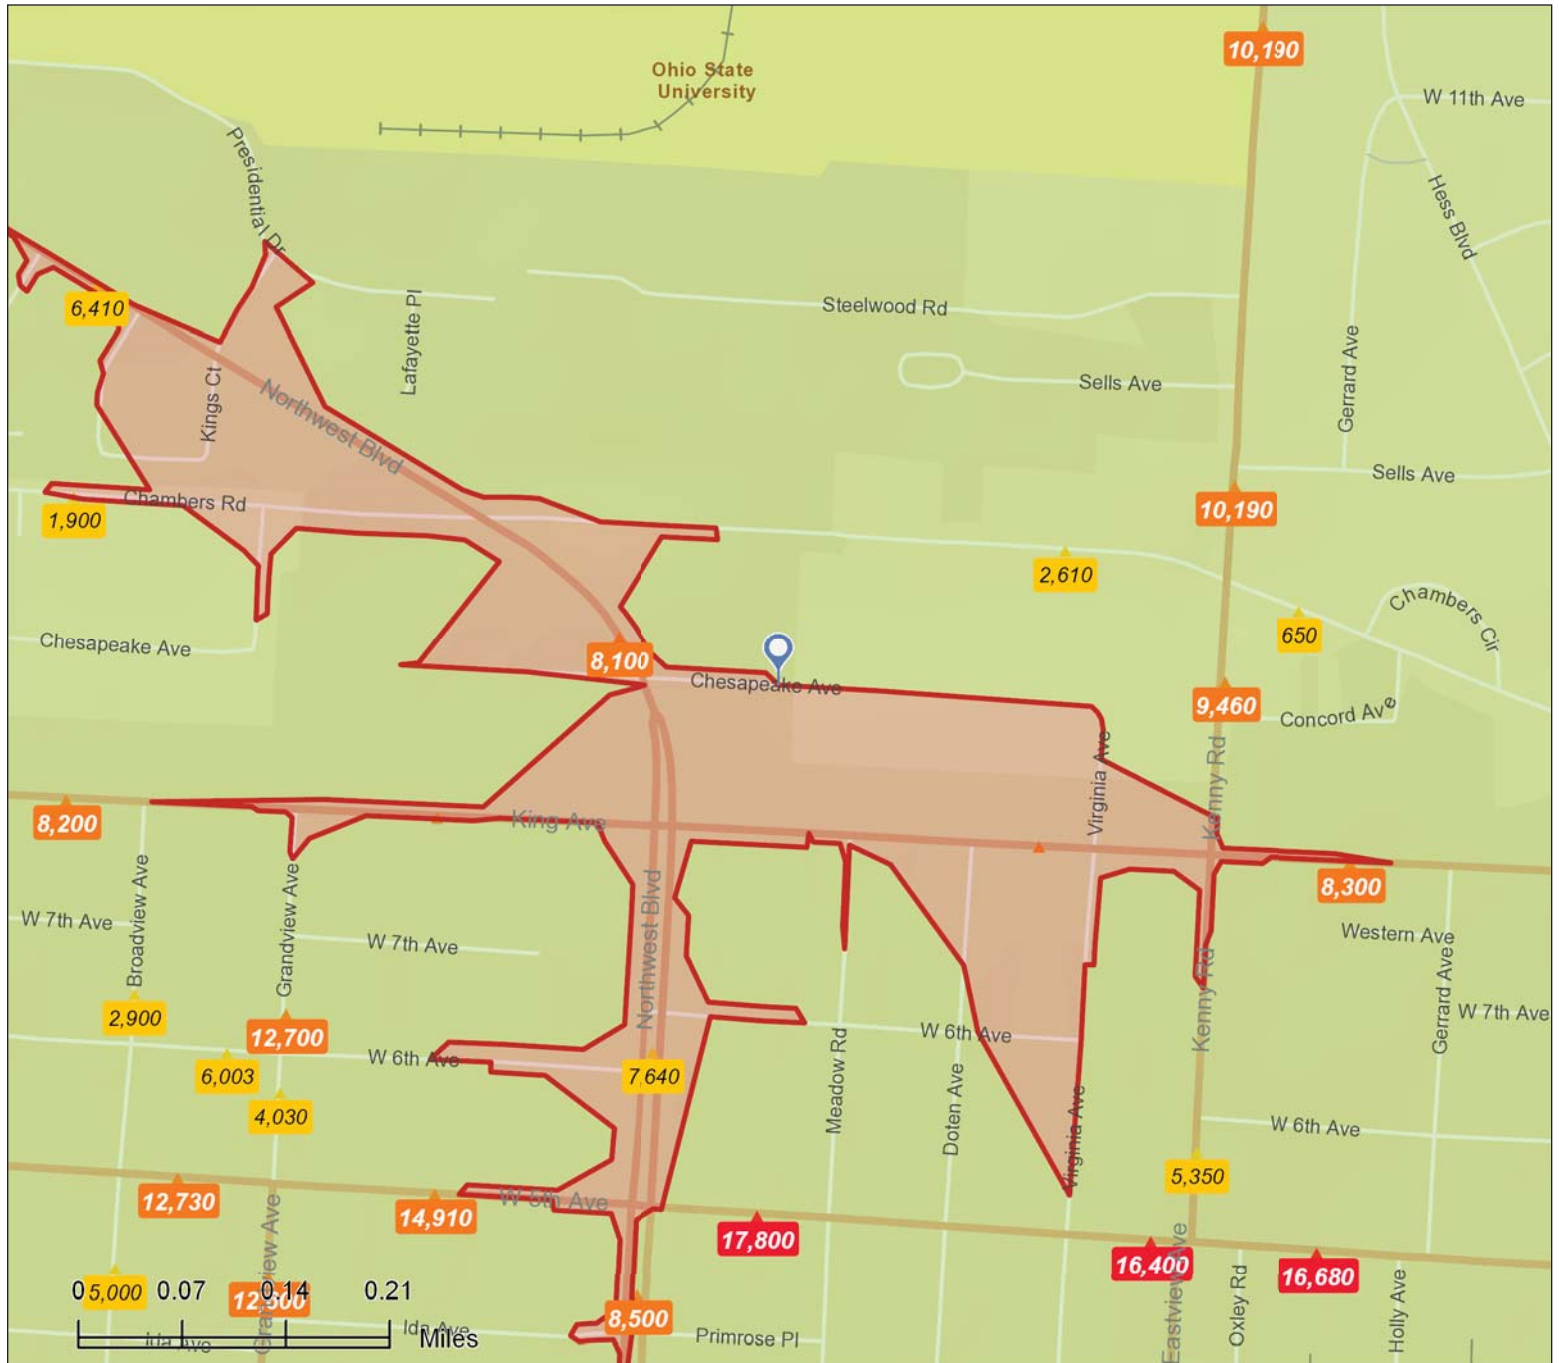 10,190
Ohio State
University
W 11th Ave
Presidential Dr
Hess Blvd
6,410
Lafayette Pl
Steelwood Rd
Kings Ct
Northwest Blvd
Sells Ave
Gerrard Ave
Sells Ave
Chambers Rd
1,900
10,190
2,610
Chambers Cir
650
Chesapeake Ave
8,100
Chesapeake Ave
9,460
Concord Ave
Virginia Ave
Kenny Rd
8,200
King Ave
8,300
Broadview Ave
Grandview Ave
W 7th Ave
W 7th Ave
Northwest Blvd
Western Ave
Gerrard Ave
Kenny Rd
2,900
12,700
W 7th Ave
W 6th Ave
Meadow Rd
W 6th Ave
6,003
7,640
4,030
Doten Ave
Virginia Ave
W 6th Ave
5,350
12,730
14,910
W 5th Ave
17,800
16,400
16,680
Grandview Ave
Eastview Ave
Oxley Rd
Holly Ave
0
5,000
0.07
0.14
0.21
8,500
Ida Ave
Ida Ave
Miles
Primrose Pl